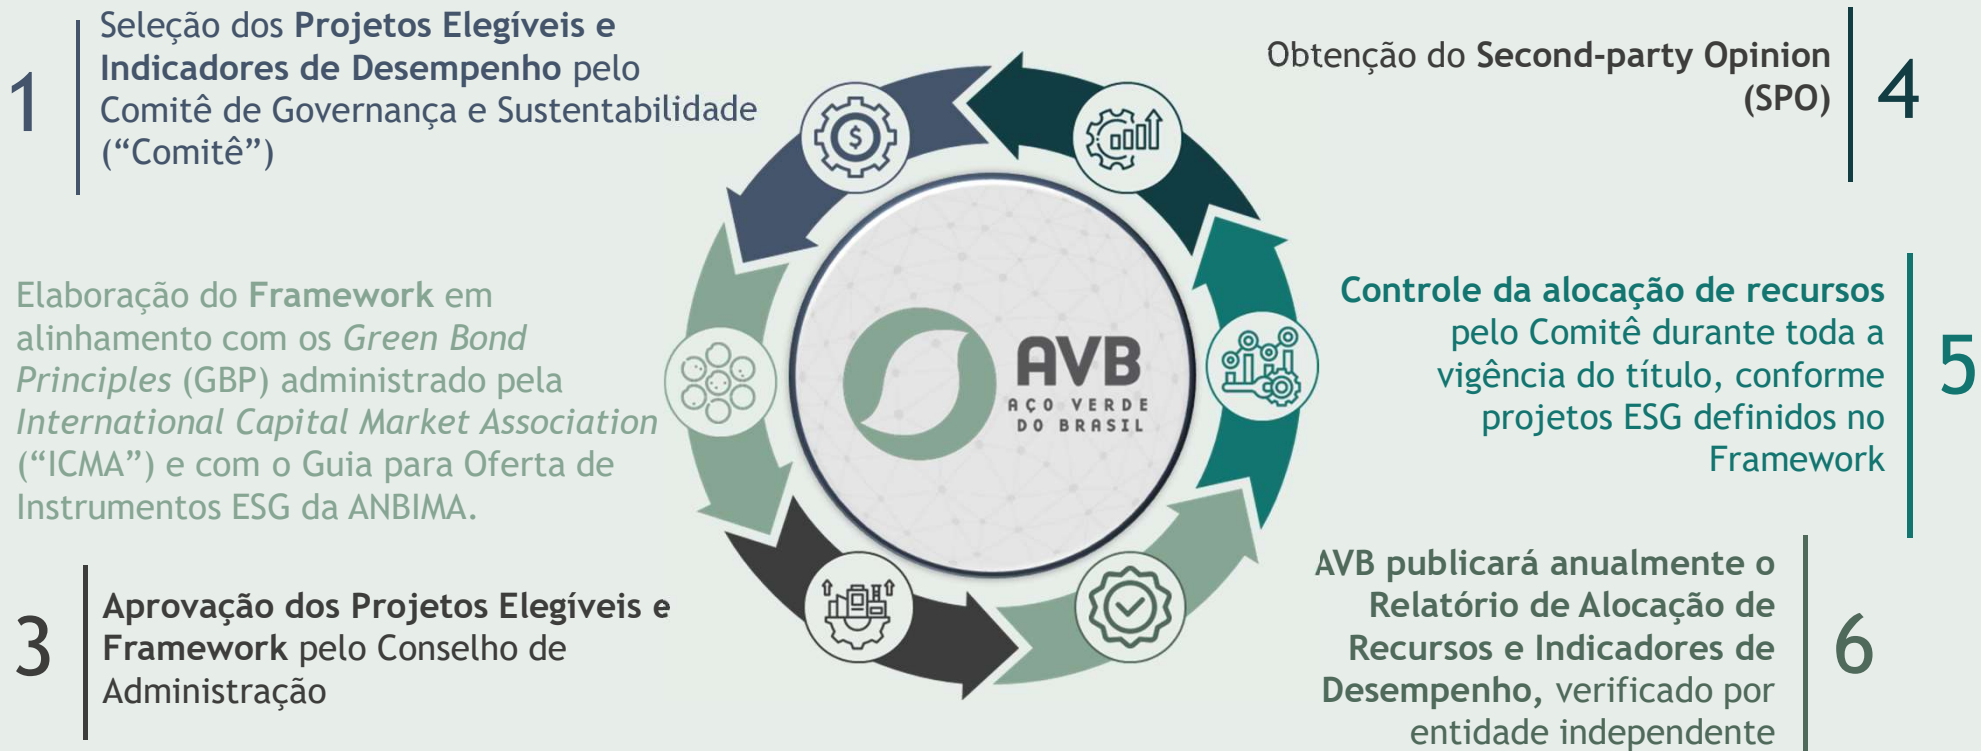 1
Seleção dos Projetos Elegíveis e
Indicadores de Desempenho pelo
Comitê de Governança e Sustentabilidade
(“Comitê”)
Elaboração do Framework em
alinhamento com os Green Bond
Principles (GBP) administrado pela
International Capital Market Association
(“ICMA”) e com o Guia para Oferta de
Instrumentos ESG da ANBIMA.
3
Aprovação dos Projetos Elegíveis e
Framework pelo Conselho de
Administração
$
AVB
AÇO VERDE
DO BRASIL
Obtenção do Second-party Opinion
(SPO)
4
Controle da alocação de recursos
pelo Comitê durante toda a
vigência do título, conforme
projetos ESG definidos no
Framework
5
AVB publicará anualmente o
Relatório de Alocação de
Recursos e Indicadores de
Desempenho, verificado por
entidade independente
6